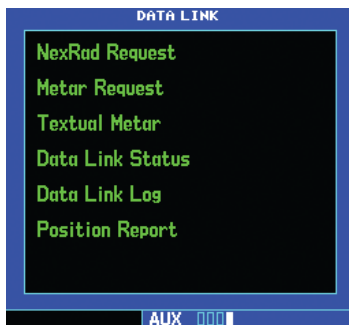 DATA LINK
NexRad Request
Metar Request
Textual Metar
Data Link Status
Data Link Log
Position Report
AUX